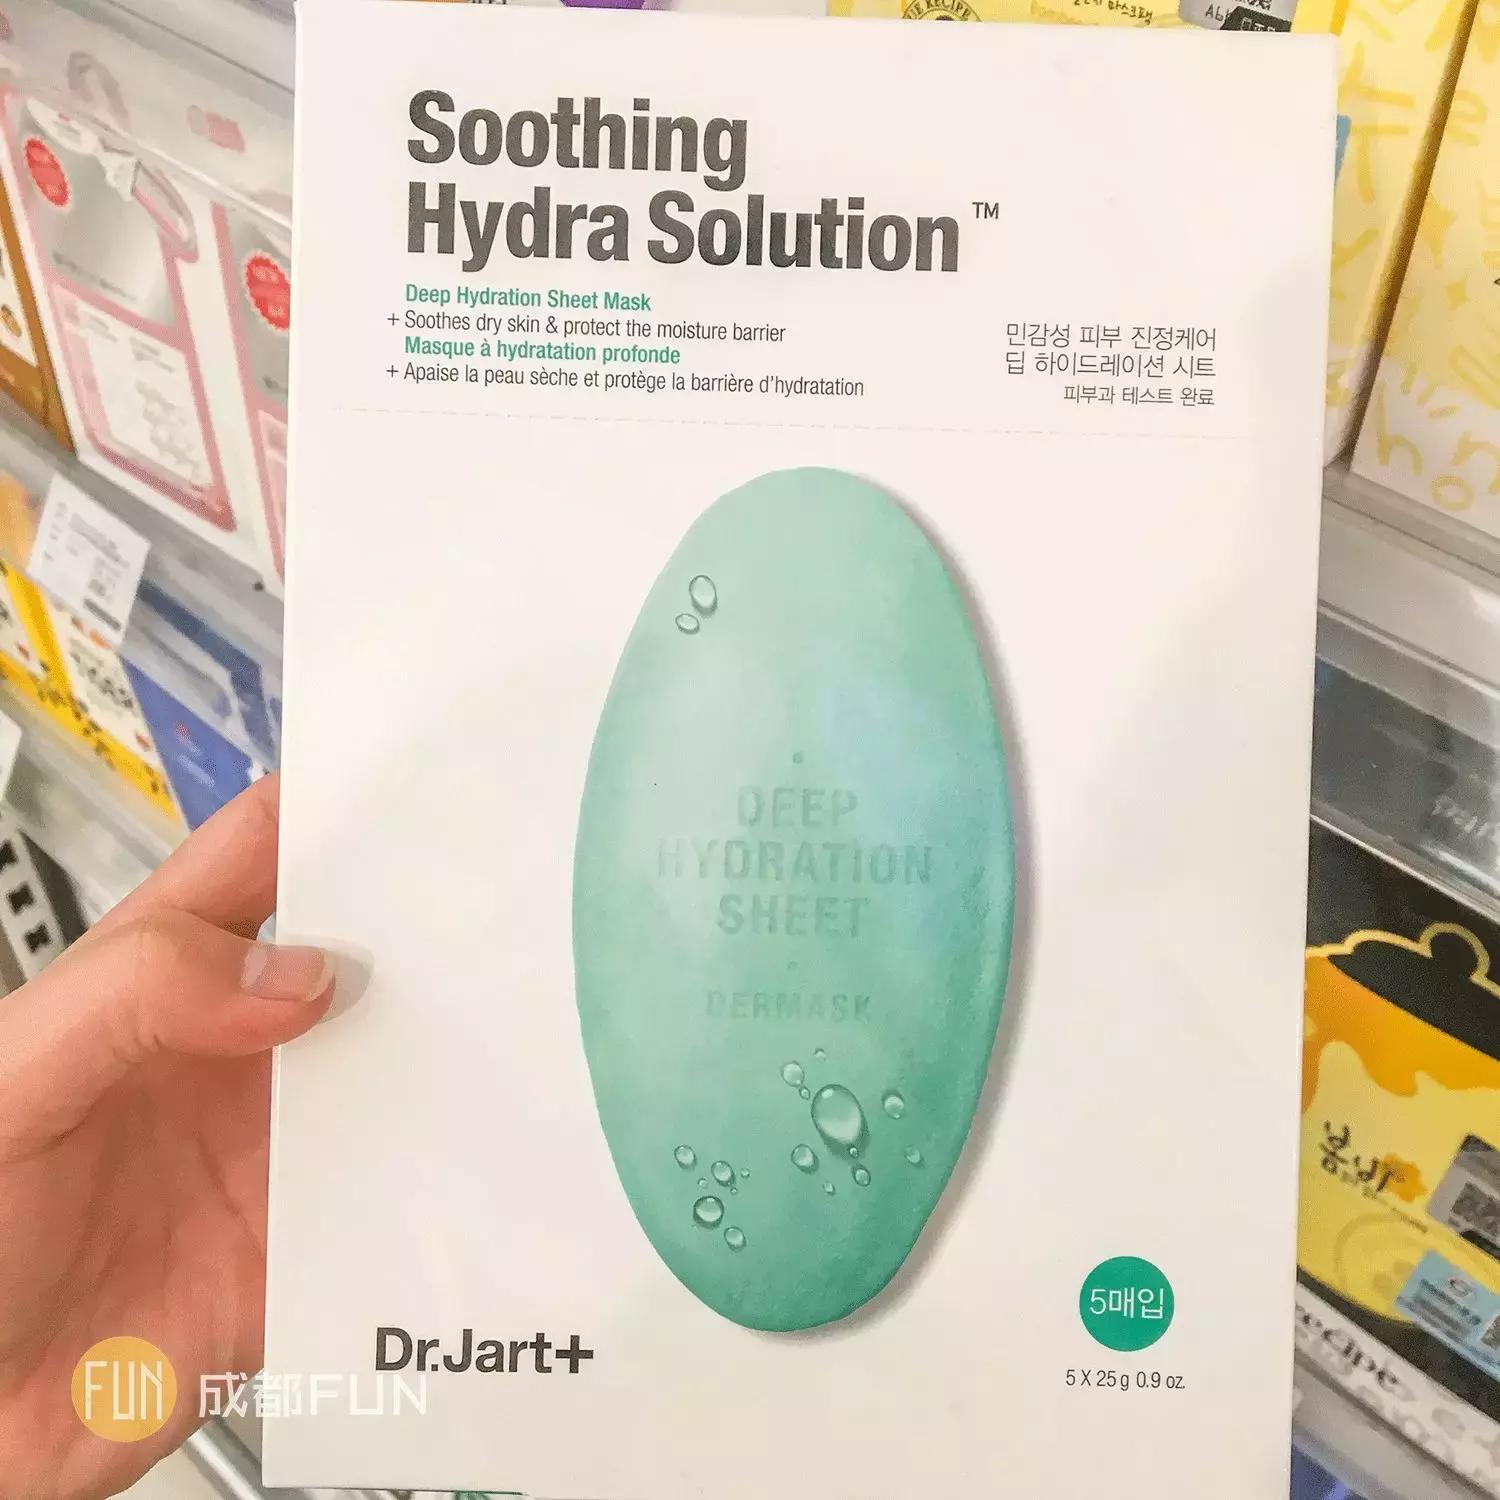 Soothing
Hydra Solution™
Deep Hydration Sheet Mask
+ Soothes dry skin & protect the moisture barrier
Masque à hydratation profonde
+ Apaise la peau sèche et protège la barrière d'hydratation
민감성 피부 진정케어
딥 하이드레이션 시트
피부과 테스트 완료
DEEP
HYDRATION
SHEET
DERMASK
5매입
5 X 25 g 0.9 oz.
Dr.Jart+
FUN 成都FUN
봄비
recipe